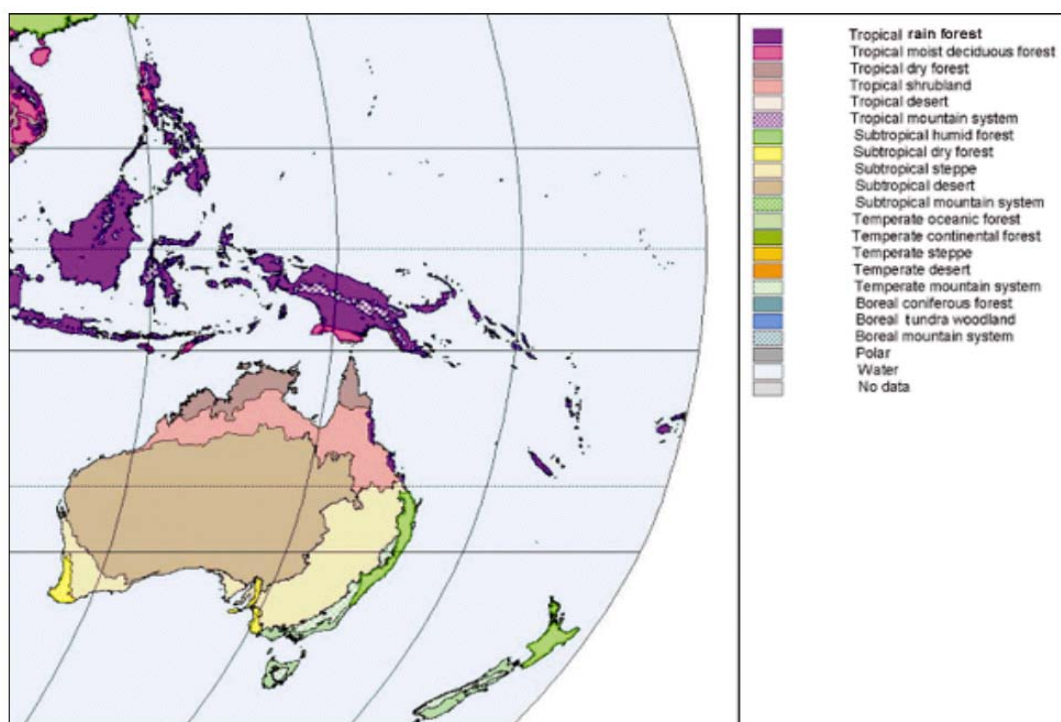 Tropical rain forest
Tropical moist deciduous forest
Tropical dry forest
Tropical shrubland
Tropical desert
Tropical mountain system
Subtropical humid forest
Subtropical dry forest
Subtropical steppe
Subtropical desert
Subtropical mountain system
Temperate oceanic forest
Temperate continental forest
Temperate steppe
Temperate desert
Temperate mountain system
Boreal coniferous forest
Boreal tundra woodland
Boreal mountain system
Polar
Water
No data